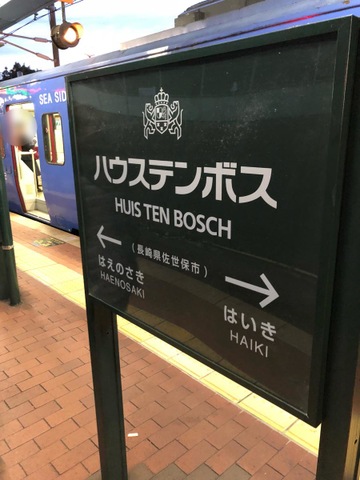 SEA SID
ハウステンボス
HUIS TEN BOSCH
(長崎県佐世保市)
はえのさき
HAENOSAKI
はいき
HAIKI